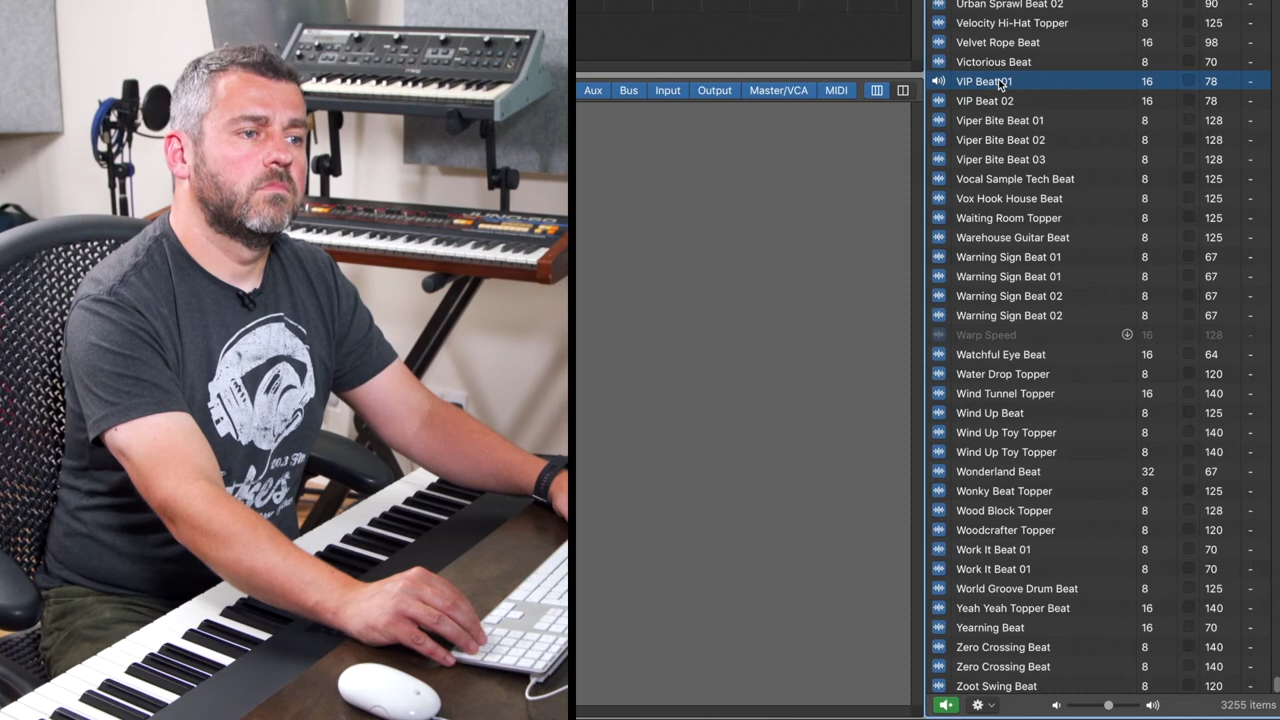 Urban Sprawl Beat 02 8 90 -
Velocity Hi-Hat Topper 8 125 -
Velvet Rope Beat 16 98 -
Victorious Beat 8 70 -
VIP Beat 01 16 78 -
VIP Beat 02 16 78 -
Viper Bite Beat 01 8 128 -
Viper Bite Beat 02 8 128 -
Viper Bite Beat 03 8 128 -
Vocal Sample Tech Beat 8 125 -
Vox Hook House Beat 8 125 -
Waiting Room Topper 8 125 -
Warehouse Guitar Beat 8 125 -
Warning Sign Beat 01 8 67 -
Warning Sign Beat 01 8 67 -
Warning Sign Beat 02 8 67 -
Warning Sign Beat 02 8 67 -
Warp Speed 16 128 -
Watchful Eye Beat 16 64 -
Water Drop Topper 8 120 -
Wind Tunnel Topper 16 140 -
Wind Up Beat 8 125 -
Wind Up Toy Topper 8 140 -
Wind Up Toy Topper 8 140 -
Wonderland Beat 32 67 -
Wonky Beat Topper 8 125 -
Wood Block Topper 8 128 -
Woodcrafter Topper 8 120 -
Work It Beat 01 8 70 -
Work It Beat 01 8 70 -
World Groove Drum Beat 8 125 -
Yeah Yeah Topper Beat 16 140 -
Yearning Beat 16 70 -
Zero Crossing Beat 8 140 -
Zero Crossing Beat 8 140 -
Zoot Swing Beat 8 120 -
3255 items
Aux Bus Input Output Master/VCA MIDI
moog
JUNO-60